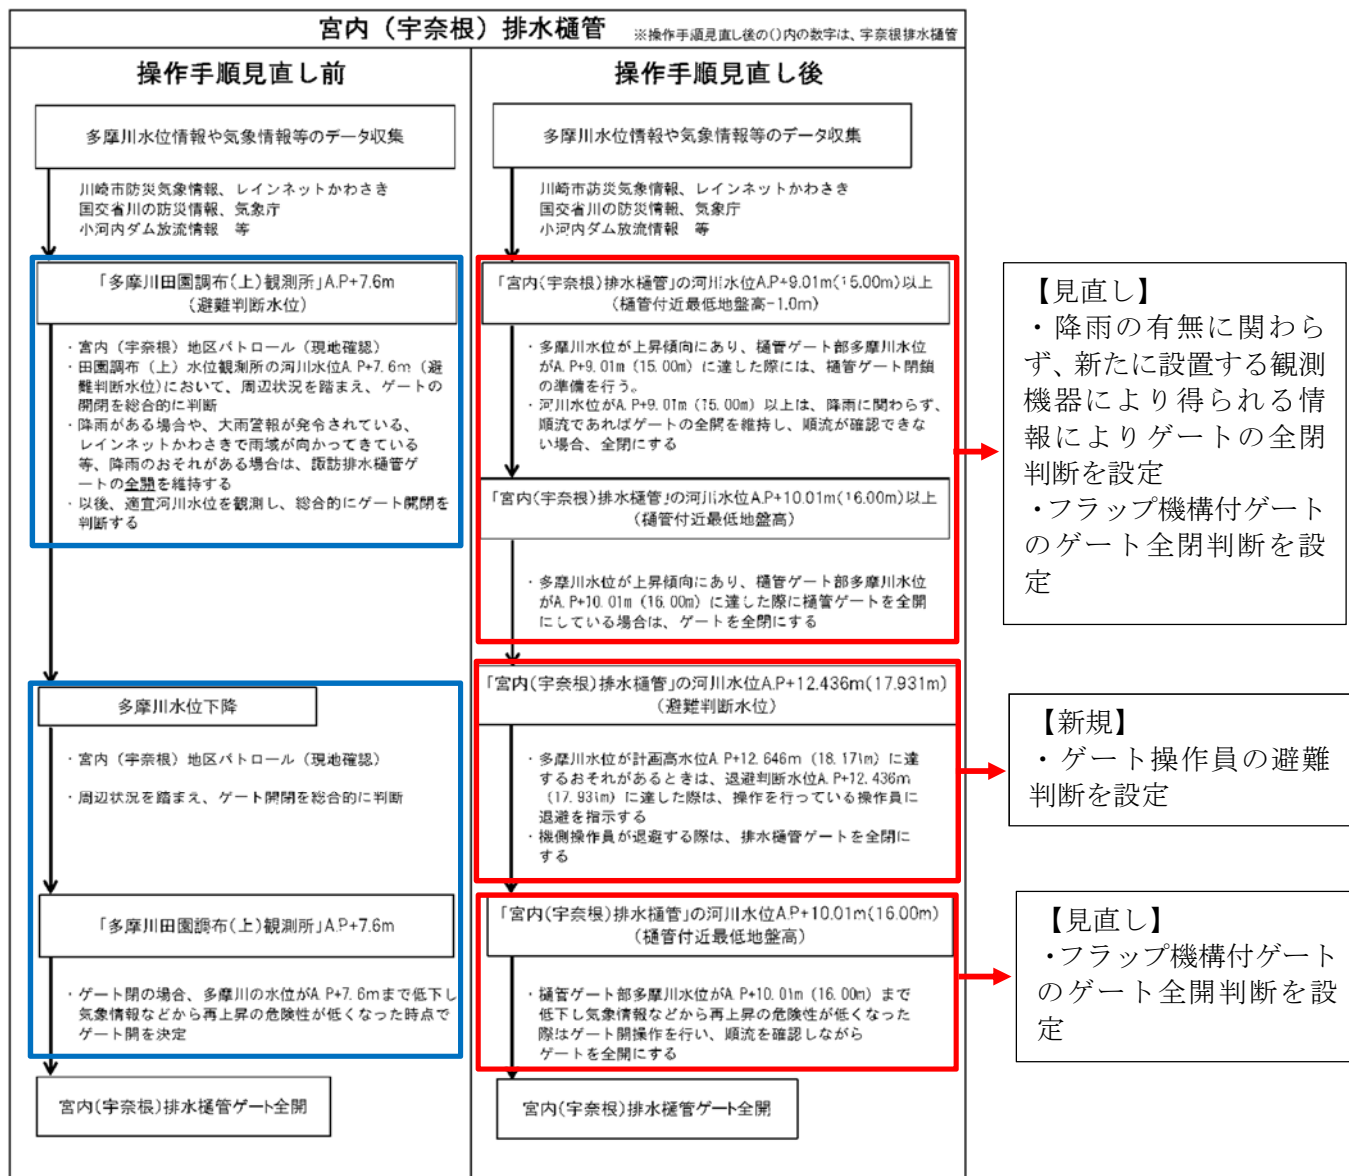 宮内（宇奈根）排水樋管
※操作手順見直し後の()内の数字は、宇奈根排水樋管
操作手順見直し前
多摩川水位情報や気象情報等のデータ収集
川崎市防災気象情報、レインネットかわさき
国交省川の防災情報、気象庁
小河内ダム放流情報　等
「多摩川田園調布(上)観測所」A.P+7.6m
(避難判断水位)
・宮内（宇奈根）地区パトロール（現地確認）
・田園調布（上）水位観測所の河川水位A.P+7.6m（避
難判断水位)において、周辺状況を踏まえ、ゲートの
開閉を総合的に判断
・降雨がある場合や、大雨警報が発令されている、
レインネットかわさきで雨域が向かってきている
等、降雨のおそれがある場合は、諏訪排水樋管ゲ
ートの全開を維持する
・以後、適宜河川水位を観測し、総合的にゲート開閉を
判断する
多摩川水位下降
・宮内（宇奈根）地区パトロール（現地確認）
・周辺状況を踏まえ、ゲート開閉を総合的に判断
「多摩川田園調布(上)観測所」A.P+7.6m
・ゲート閉の場合、多摩川の水位がA.P+7.6mまで低下し
気象情報などから再上昇の危険性が低くなった時点で
ゲート開を決定
宮内(宇奈根)排水樋管ゲート全開
操作手順見直し後
多摩川水位情報や気象情報等のデータ収集
川崎市防災気象情報、レインネットかわさき
国交省川の防災情報、気象庁
小河内ダム放流情報　等
「宮内(宇奈根)排水樋管」の河川水位A.P+9.01m(15.00m)以上
(樋管付近最低地盤高-1.0m)
・多摩川水位が上昇傾向にあり、樋管ゲート部多摩川水位
がA.P+9.01m（15.00m）に達した際には、樋管ゲート閉鎖
の準備を行う。
・河川水位がA.P+9.01m（15.00m）以上は、降雨に関わらず、
順流であればゲートの全開を維持し、順流が確認できな
い場合、全閉にする
「宮内(宇奈根)排水樋管」の河川水位A.P+10.01m(16.00m)以上
(樋管付近最低地盤高)
・多摩川水位が上昇傾向にあり、樋管ゲート部多摩川水位
がA.P+10.01m（16.00m）に達した際に樋管ゲートを全開
にしている場合は、ゲートを全閉にする
「宮内(宇奈根)排水樋管」の河川水位A.P+12.436m(17.931m)
(避難判断水位)
・多摩川水位が計画高水位A.P+12.646m（18.171m）に達
するおそれがあるときは、退避判断水位A.P+12.436m
（17.931m）に達した際は、操作を行っている操作員に
退避を指示する
・機側操作員が退避する際は、排水樋管ゲートを全閉に
する
「宮内(宇奈根)排水樋管」の河川水位A.P+10.01m(16.00m)
(樋管付近最低地盤高)
・樋管ゲート部多摩川水位がA.P+10.01m（16.00m）まで
低下し気象情報などから再上昇の危険性が低くなった
際はゲート開操作を行い、順流を確認しながら
ゲートを全開にする
宮内(宇奈根)排水樋管ゲート全開
【見直し】
・降雨の有無に関わら
ず、新たに設置する観測
機器により得られる情
報によりゲートの全閉
判断を設定
・フラップ機構付ゲート
のゲート全閉判断を設
定
【新規】
・ゲート操作員の避難
判断を設定
【見直し】
・フラップ機構付ゲート
のゲート全開判断を設
定